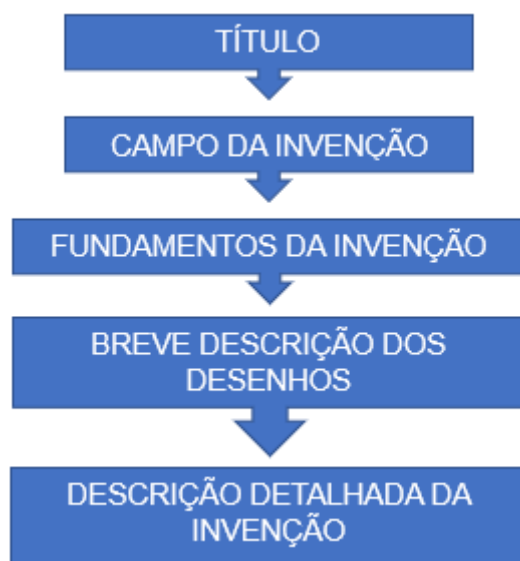 TÍTULO
CAMPO DA INVENÇÃO
FUNDAMENTOS DA INVENÇÃO
BREVE DESCRIÇÃO DOS
DESENHOS
DESCRIÇÃO DETALHADA DA
INVENÇÃO